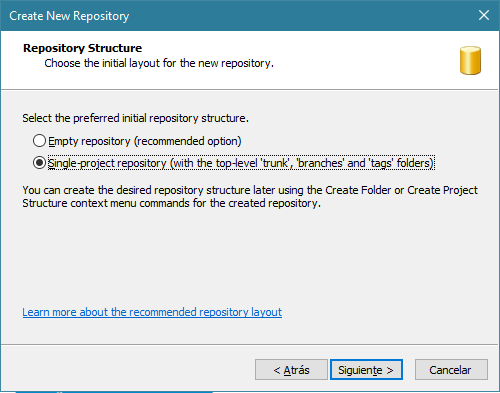 Create New Repository
Repository Structure
Choose the initial layout for the new repository.
Select the preferred initial repository structure.
Empty repository (recommended option)
Single-project repository (with the top-level 'trunk', 'branches' and 'tags' folders)
You can create the desired repository structure later using the Create Folder or Create Project
Structure context menu commands for the created repository.
Learn more about the recommended repository layout
< Atrás
Siguiente >
Cancelar